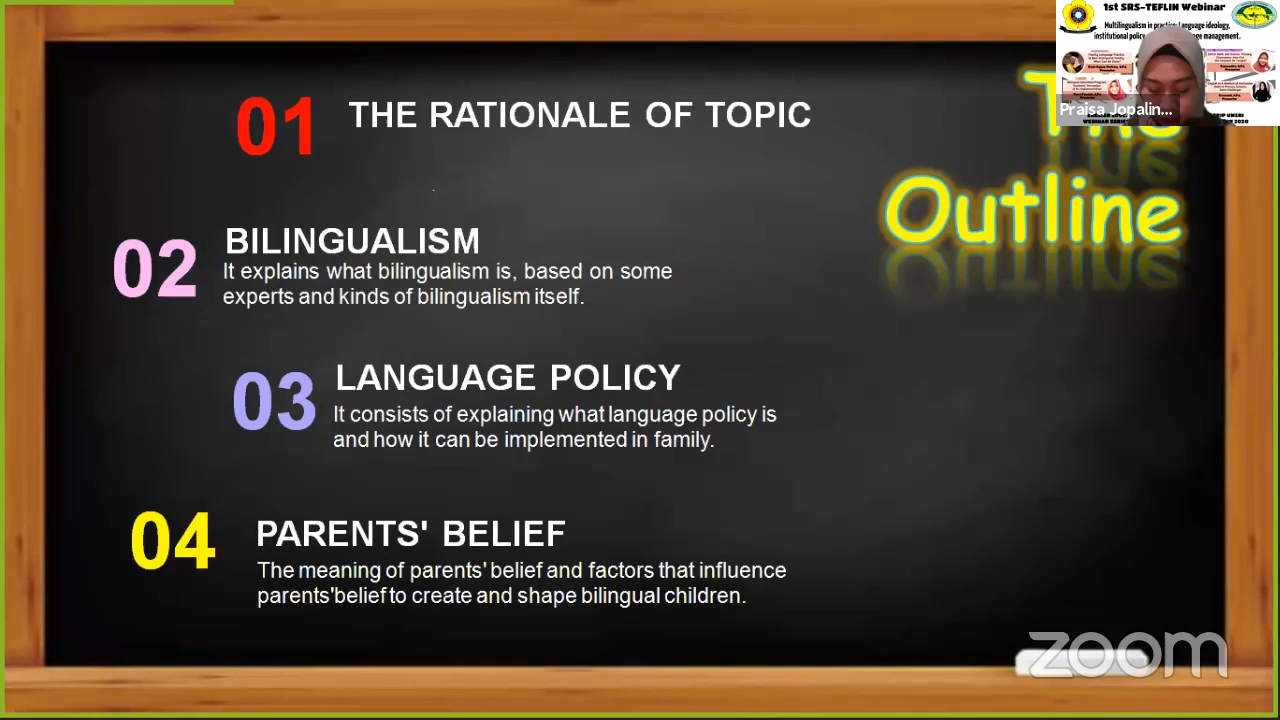 01
THE RATIONALE OF TOPIC
The
Outline
02
BILINGUALISM
It explains what bilingualism is, based on some
experts and kinds of bilingualism itself.
03
LANGUAGE POLICY
It consists of explaining what language policy is
and how it can be implemented in family.
04
PARENTS' BELIEF
The meaning of parents' belief and factors that influence
parents'belief to create and shape bilingual children.
1st SRS-TEFLIN Webinar
Multilingualism in practice: Language ideology,
institutional policy
management.
Praisa Jopalin...
zoom